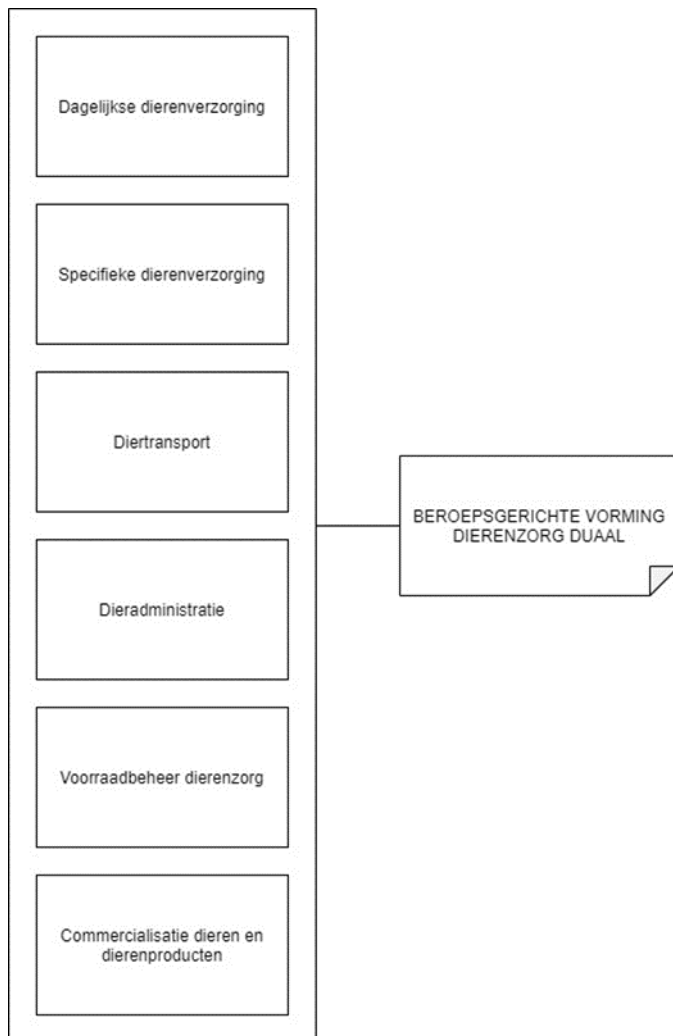 Dagelijkse dierenverzorging
Specifieke dierenverzorging
Diertransport
Dieradministratie
Voorraadbeheer dierenzorg
Commercialisatie dieren en
dierenproducten
BEROEPSGERICHTE VORMING
DIERENZORG DUAAL